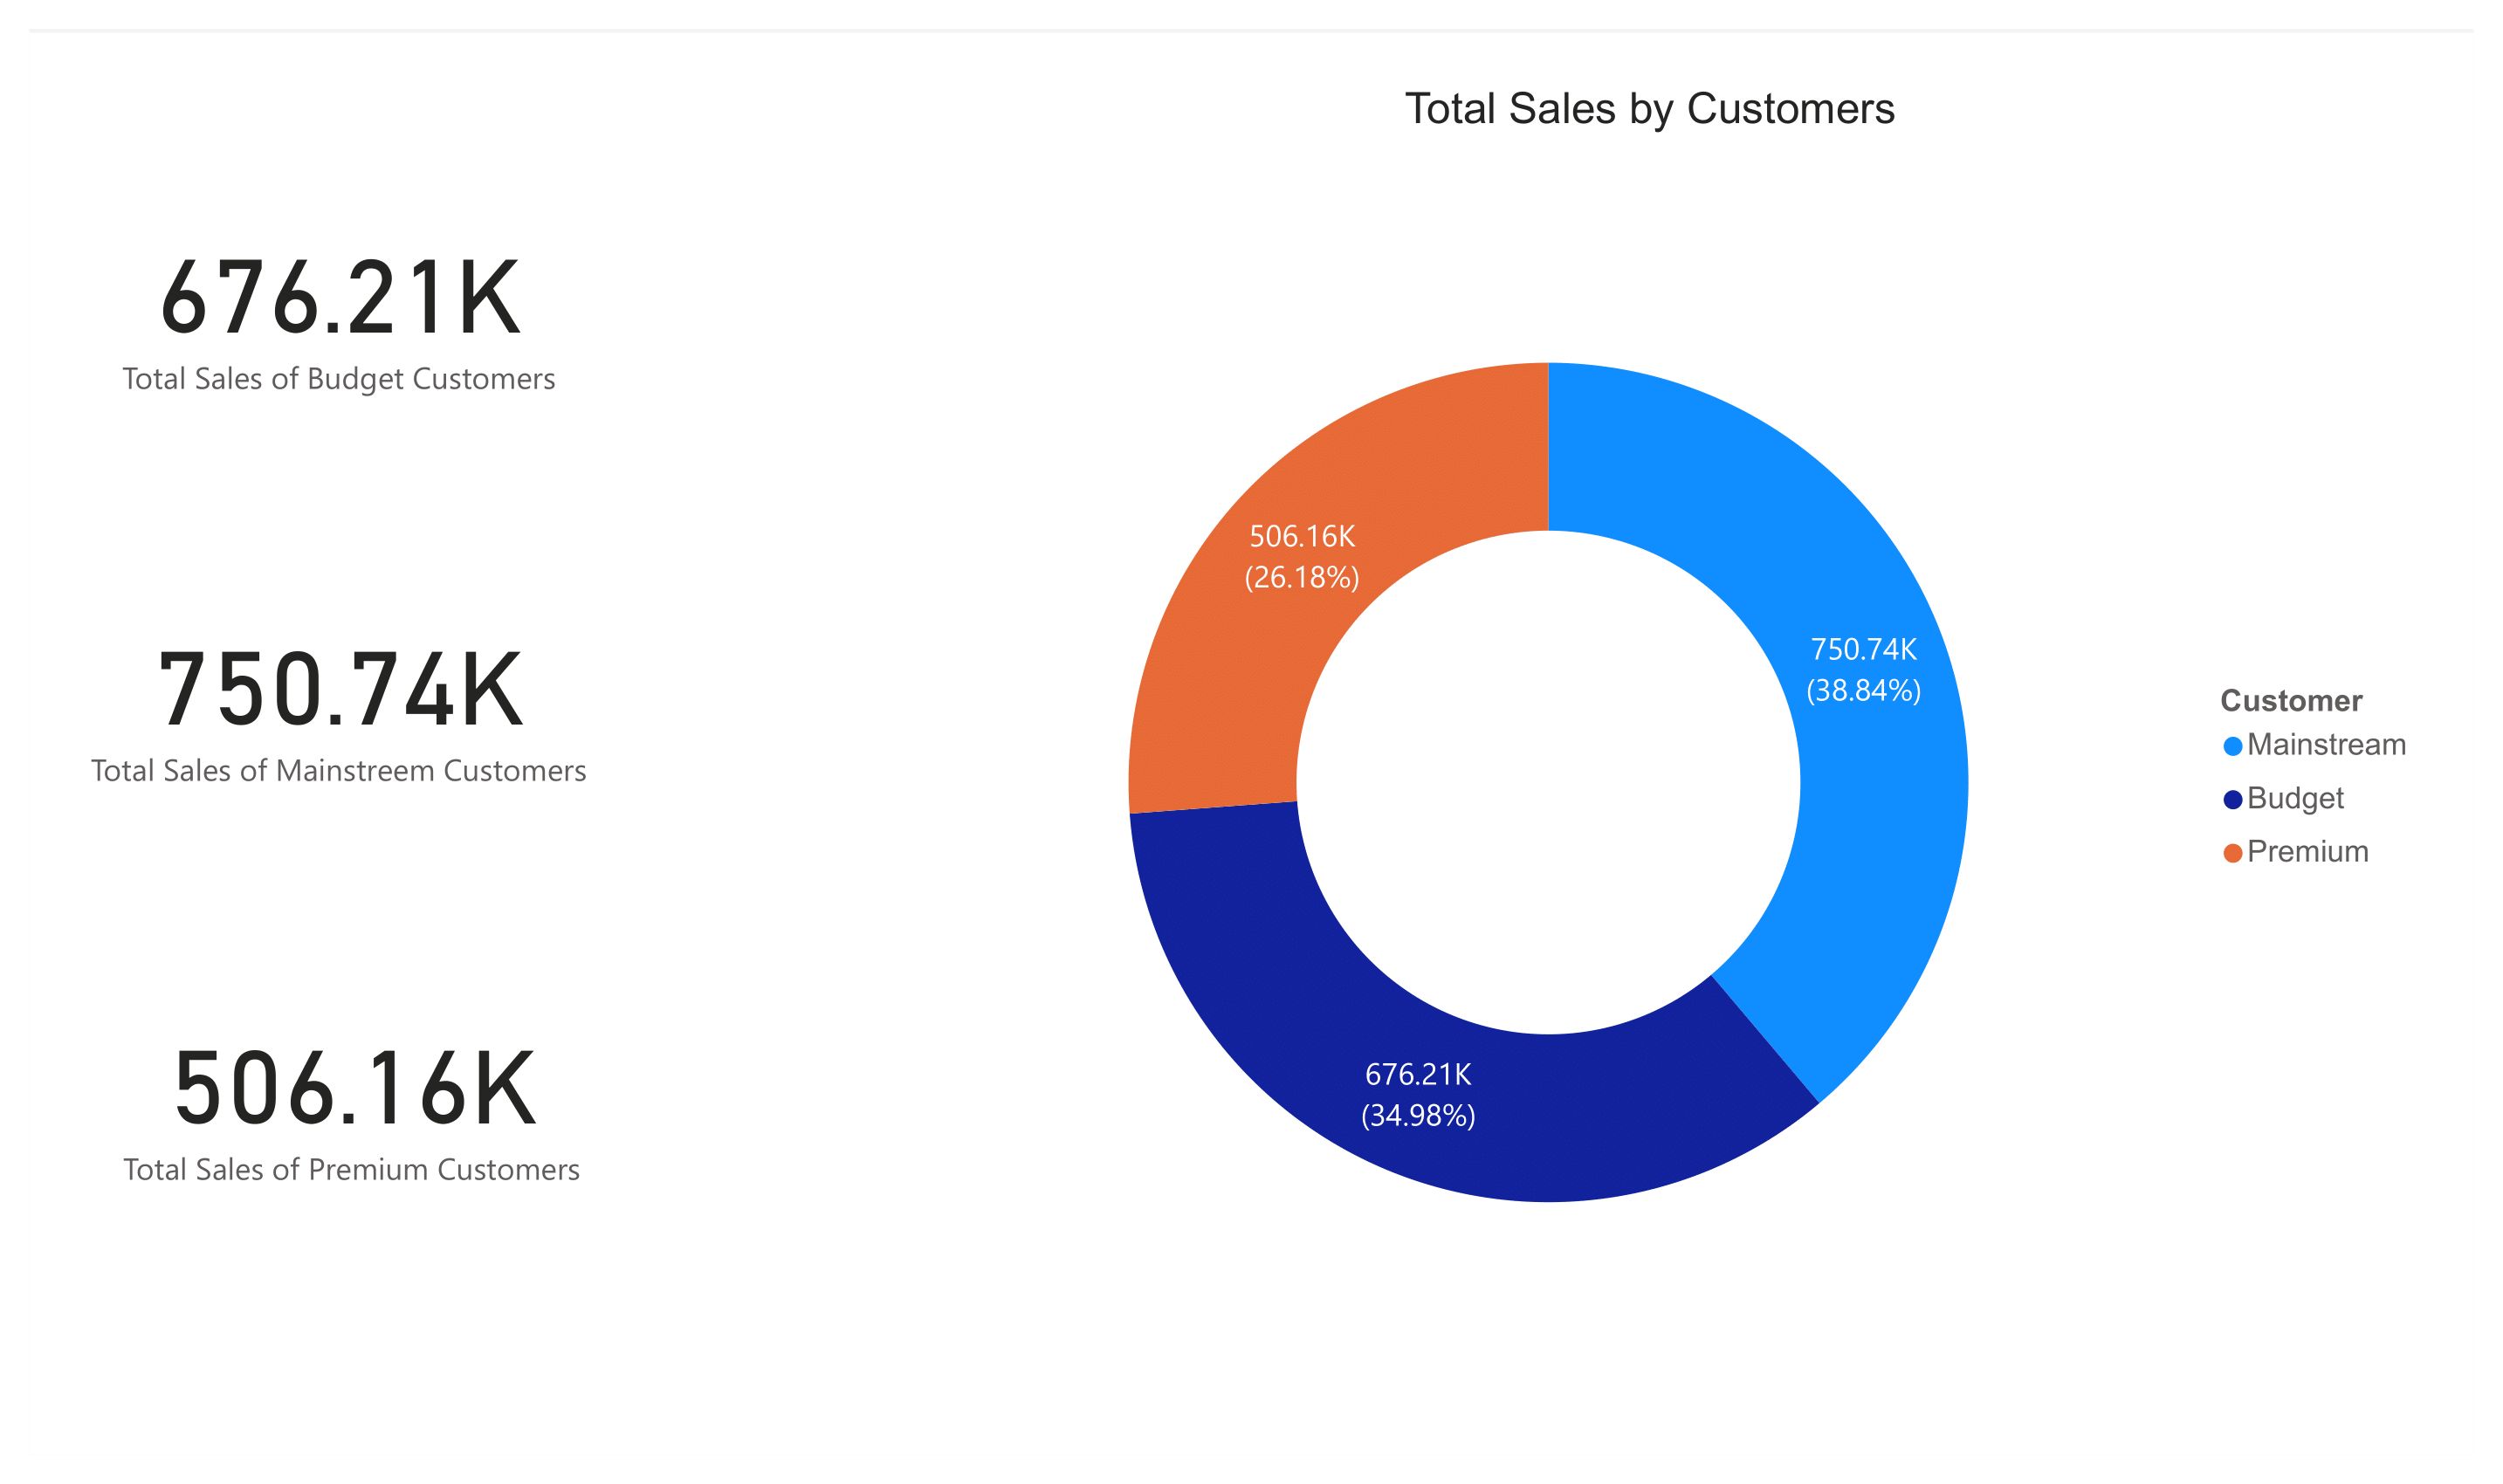 Total Sales by Customers
676.21K
Total Sales of Budget Customers
750.74K
Total Sales of Mainstreem Customers
506.16K
Total Sales of Premium Customers
506.16K
(26.18%)
750.74K
(38.84%)
676.21K
(34.98%)
Customer
Mainstream
Budget
Premium